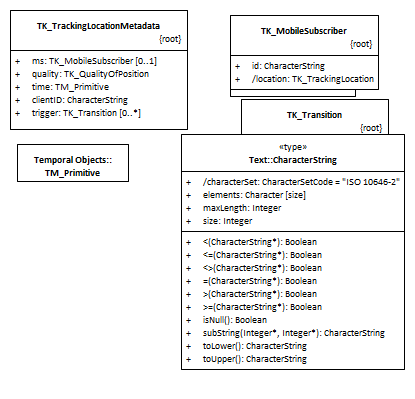 TK_TrackingLocationMetadata
{root}
+ ms: TK_MobileSubscriber [0..1]
+ quality: TK_QualityOfPosition
+ time: TM_Primitive
+ clientID: CharacterString
+ trigger: TK_Transition [0..*]
TK_MobileSubscriber
{root}
+ id: CharacterString
+ /location: TK_TrackingLocation
TK_Transition
{root}
Temporal Objects::
TM_Primitive
«type»
Text::CharacterString
+ /characterSet: CharacterSetCode = "ISO 10646-2"
+ elements: Character [size]
+ maxLength: Integer
+ size: Integer
+ <(CharacterString*): Boolean
+ <=(CharacterString*): Boolean
+ <>(CharacterString*): Boolean
+ =(CharacterString*): Boolean
+ >(CharacterString*): Boolean
+ >=(CharacterString*): Boolean
+ isNull(): Boolean
+ subString(Integer*, Integer*): CharacterString
+ toLower(): CharacterString
+ toUpper(): CharacterString